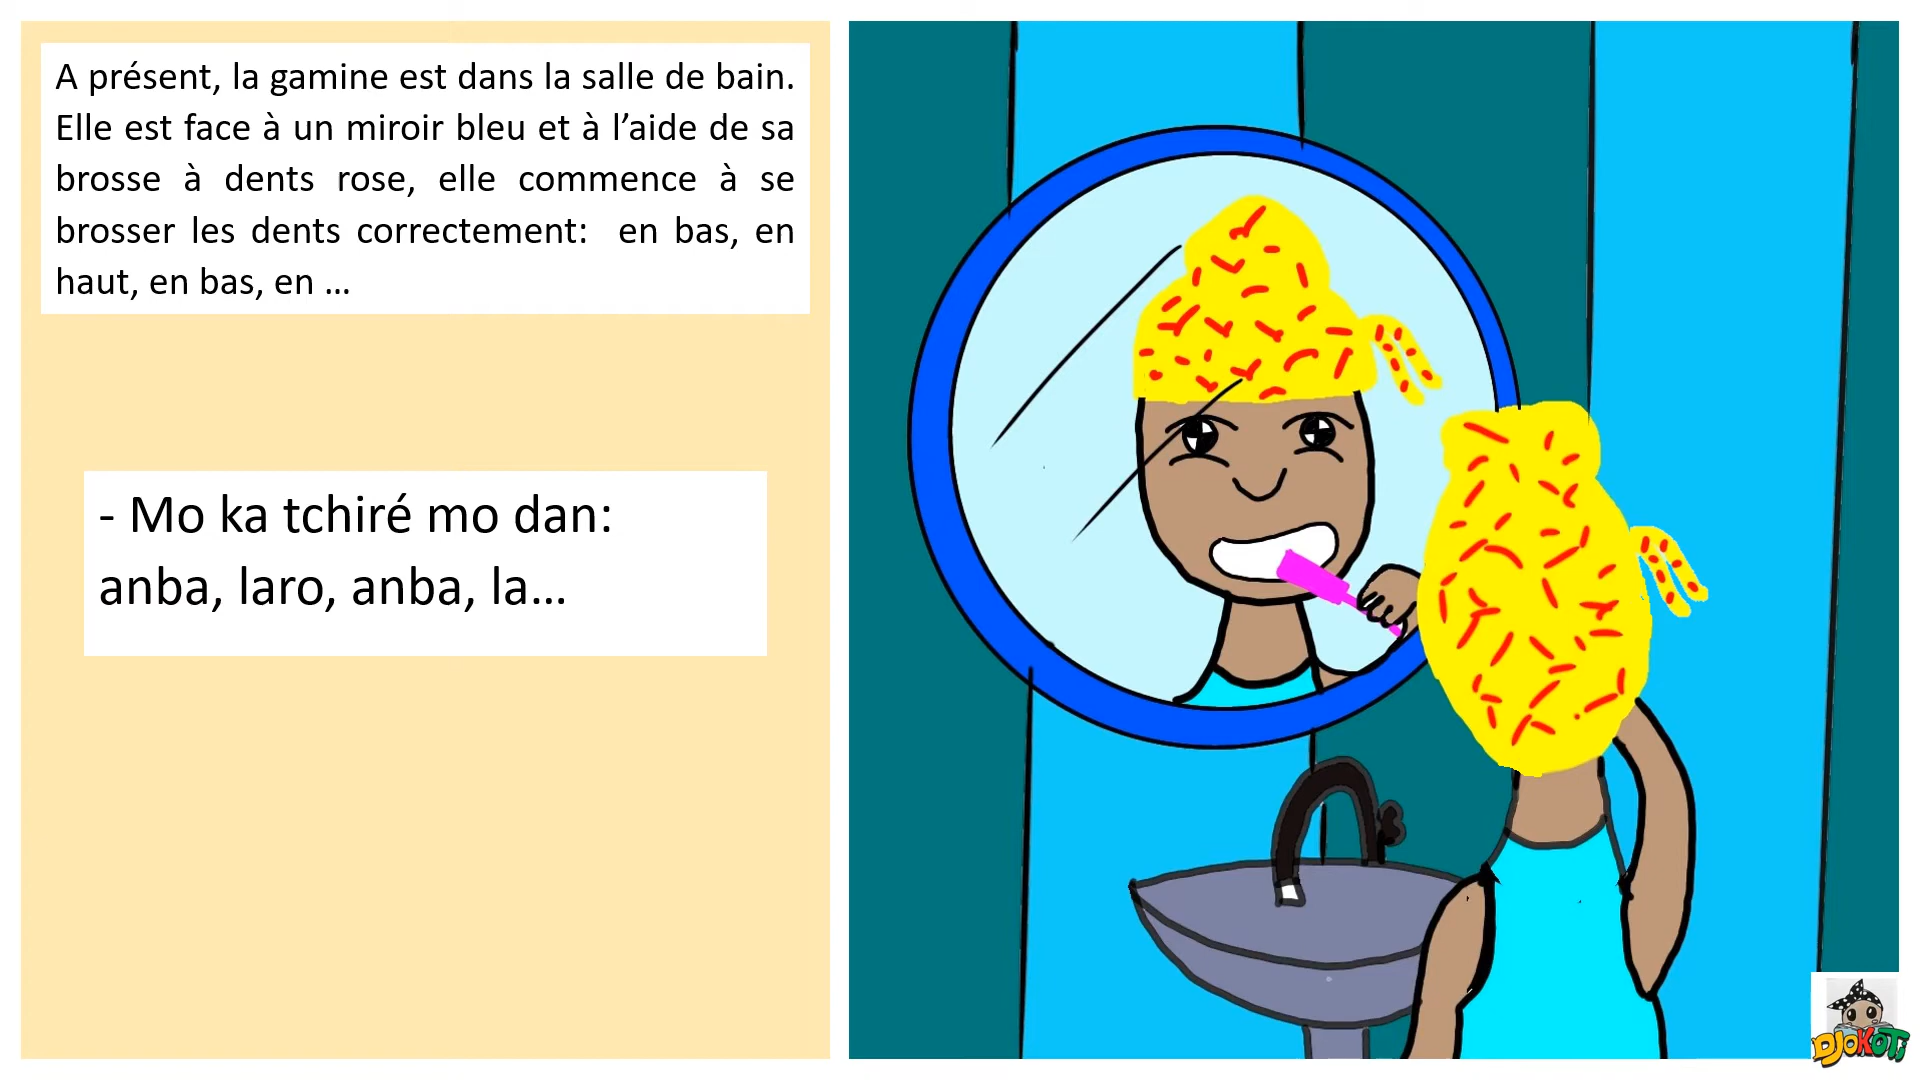 A présent, la gamine est dans la salle de bain.
Elle est face à un miroir bleu et à l’aide de sa
brosse à dents rose, elle commence à se
brosser les dents correctement:  en bas, en
haut, en bas, en …
- Mo ka tchiré mo dan:
anba, laro, anba, la…
DJOKOTI